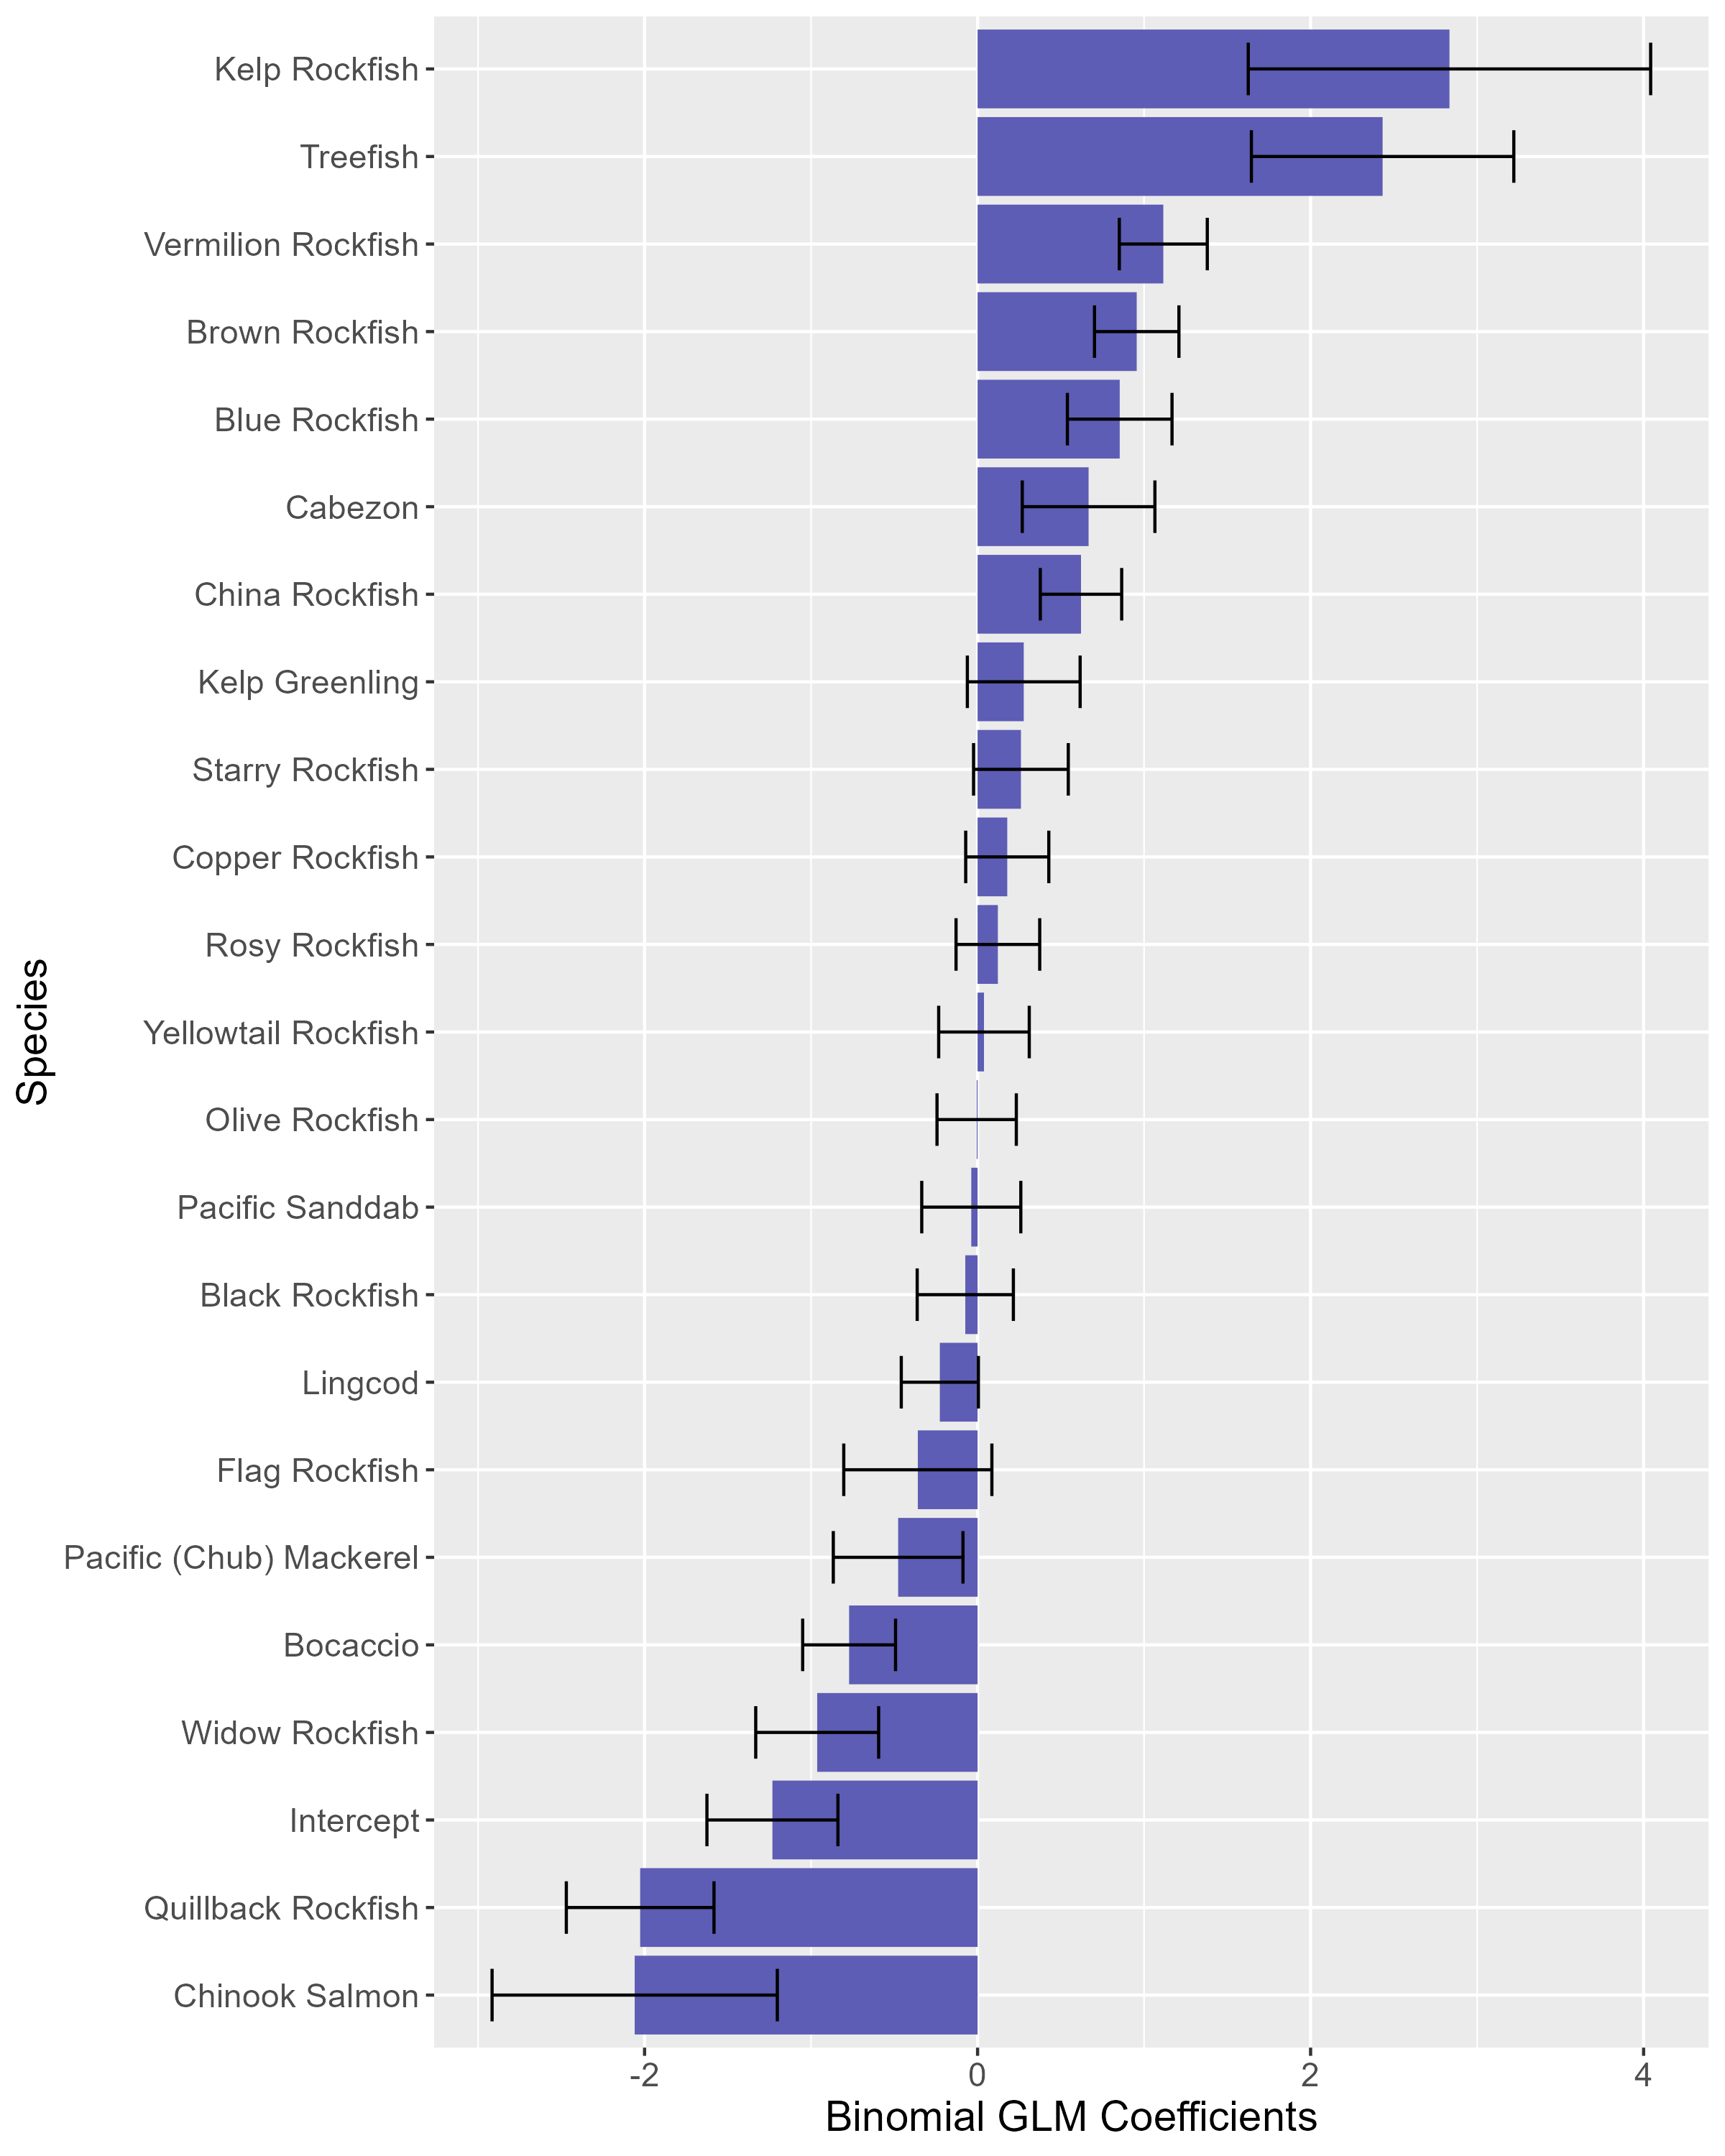 Kelp Rockfish
Treefish
Vermilion Rockfish
Brown Rockfish
Blue Rockfish
Cabezon
China Rockfish
Kelp Greenling
Starry Rockfish
Copper Rockfish
Rosy Rockfish
Yellowtail Rockfish
Olive Rockfish
Pacific Sanddab
Black Rockfish
Lingcod
Flag Rockfish
Pacific (Chub) Mackerel
Bocaccio
Widow Rockfish
Intercept
Quillback Rockfish
Chinook Salmon
Species
-2 0 2 4
Binomial GLM Coefficients